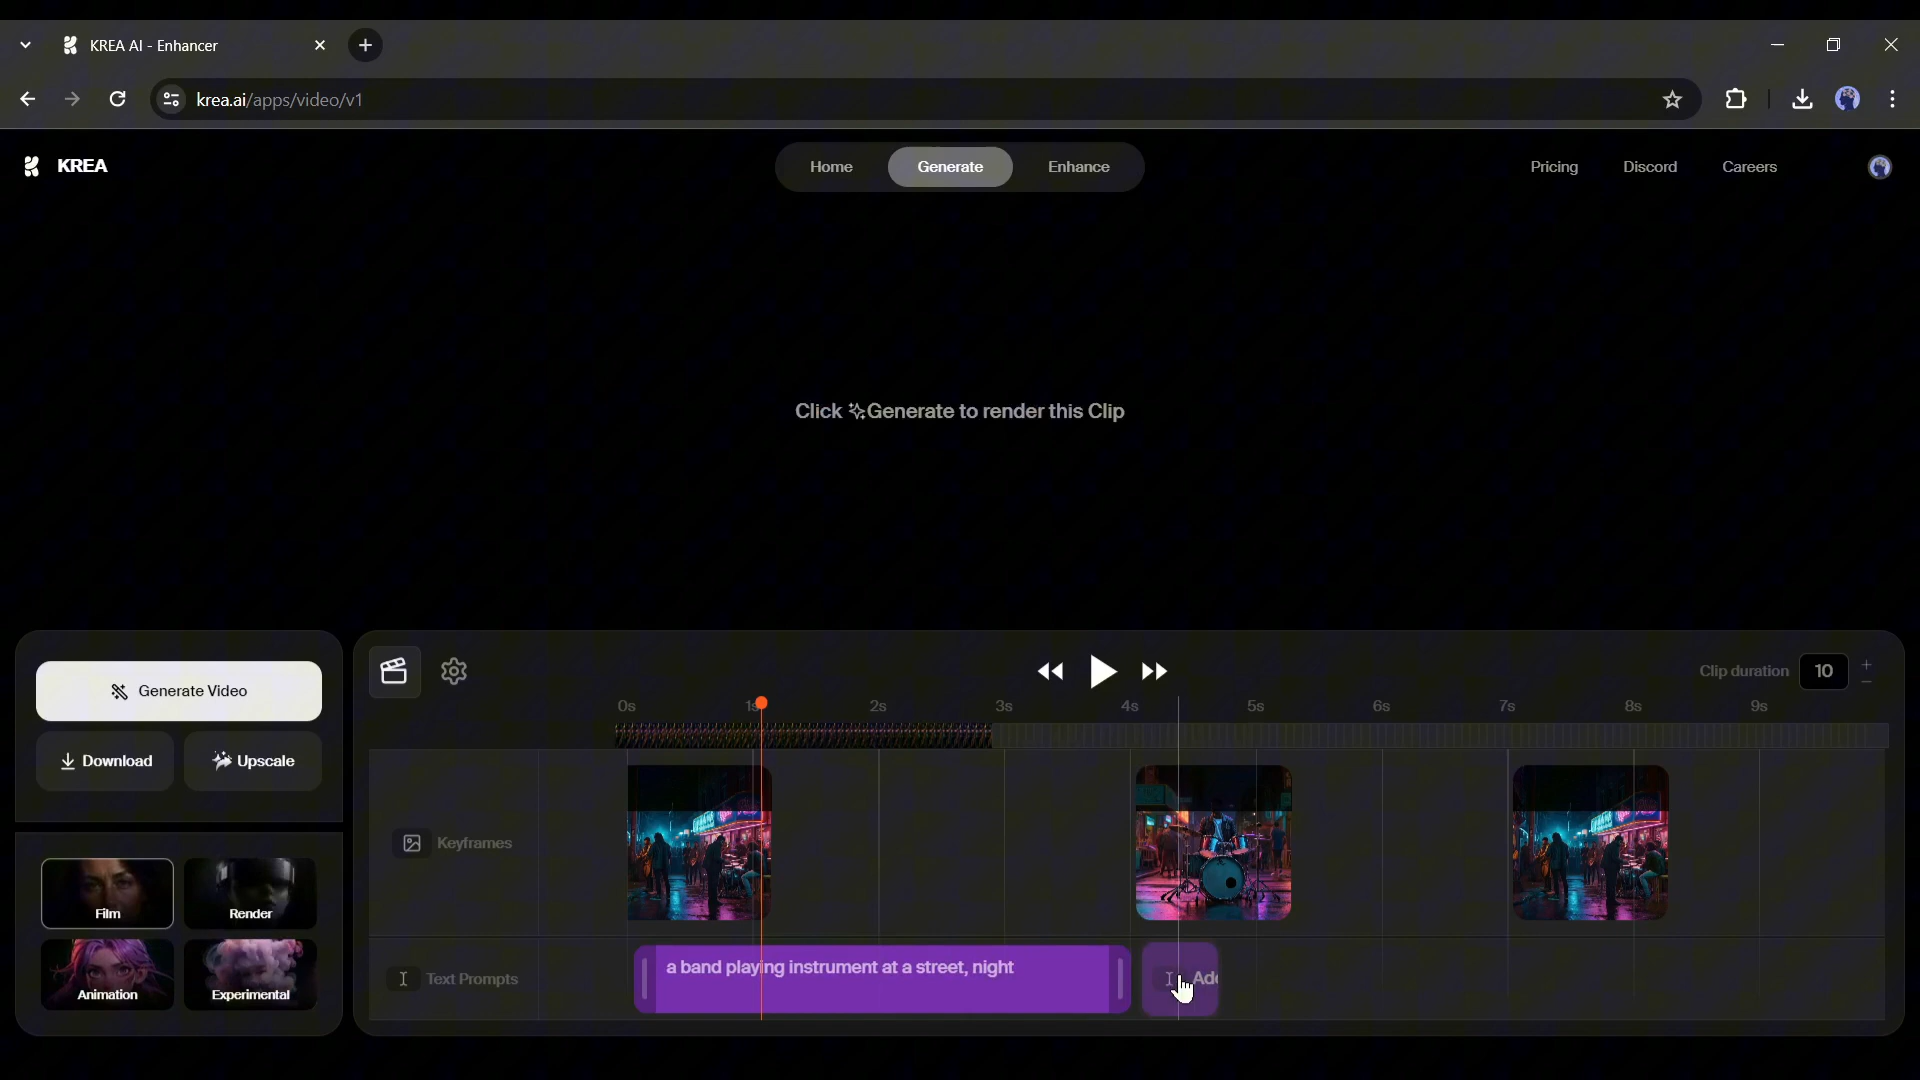 KREA AI - Enhancer
krea.ai/apps/video/v1
KREA
Home
Generate
Enhance
Pricing
Discord
Careers
Click Generate to render this Clip
Generate Video
Download
Upscale
Film
Render
Animation
Experimental
Clip duration 10
0s 1s 2s 3s 4s 5s 6s 7s 8s 9s
Keyframes
Text Prompts
a band playing instrument at a street, night